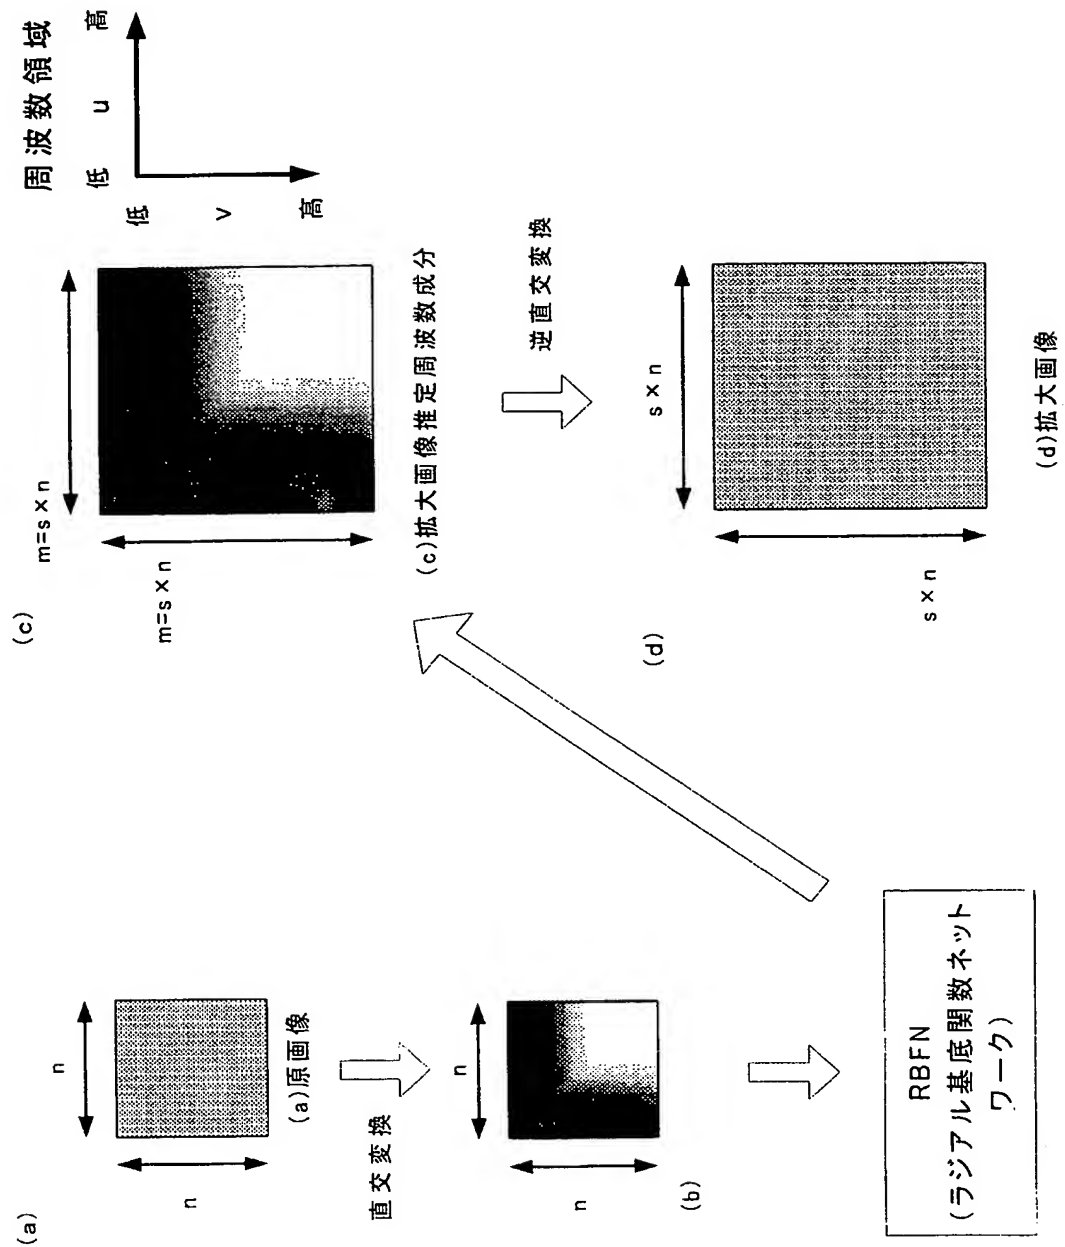 (a)
n
n
(a)原画像
直交変換
n
n
(b)
RBFN
(ラジアル基底関数ネット
ワーク)
(c)
m=s×n
m=s×n
(c)拡大画像推定周波数成分
周波数領域
低 u 高
低
v
高
逆直交変換
(d)
s×n
s×n
(d)拡大画像